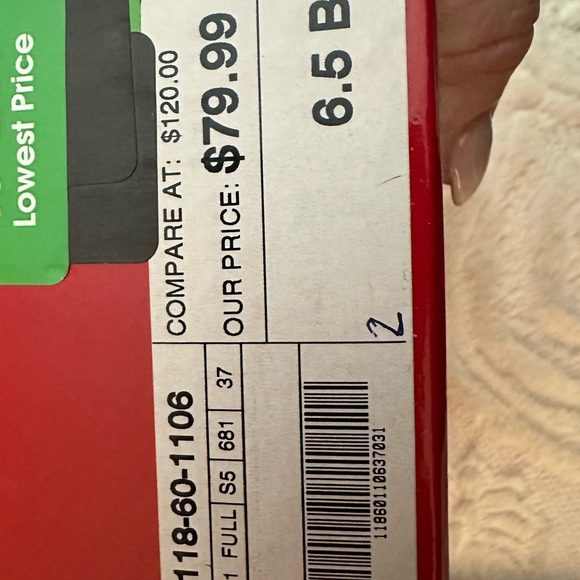 Lowest Price
COMPARE AT: $120.00
OUR PRICE: $79.99
6.5 B
2
118-60-1106
1 FULL S5 681 37
11860110637031